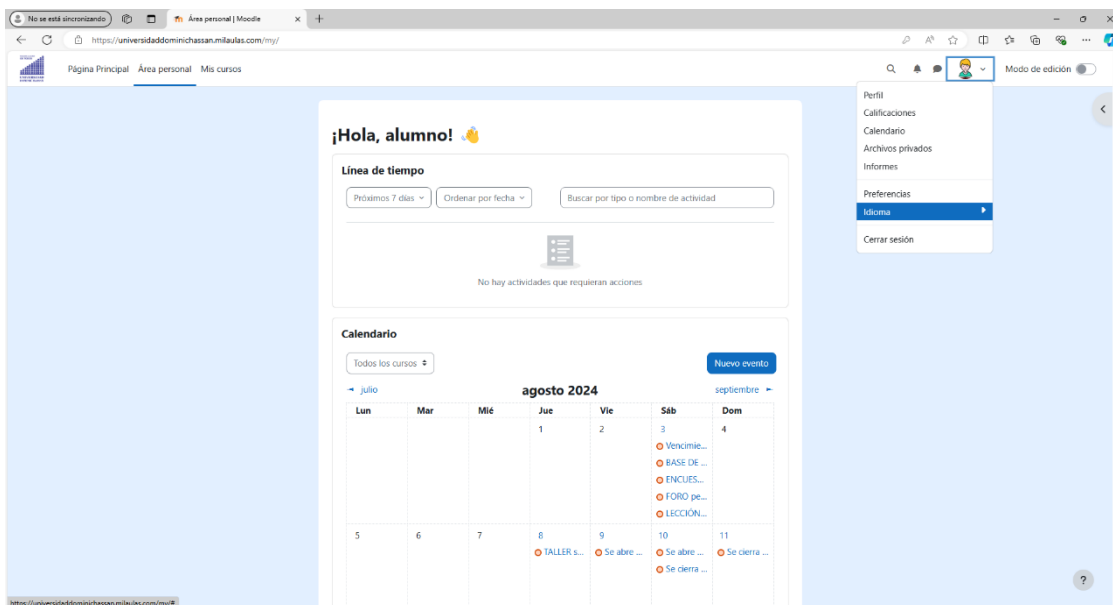 No se está sincronizando
Área personal | Moodle
https://universidaddominichassan.milaulas.com/my/
Página Principal Área personal Mis cursos
Modo de edición
Perfil
Calificaciones
Calendario
Archivos privados
Informes
Preferencias
Idioma
Cerrar sesión
¡Hola, alumno!
Línea de tiempo
Próximos 7 días
Ordenar por fecha
Buscar por tipo o nombre de actividad
No hay actividades que requieran acciones
Calendario
Todos los cursos
Nuevo evento
julio
agosto 2024
septiembre
Lun Mar Mié Jue Vie Sáb Dom
1 2 3 4
Vencimie...
BASE DE ...
ENCUES...
FORO pe...
LECCIÓN...
5 6 7 8 9 10 11
TALLER s... Se abre ... Se abre ... Se cierra ...
Se cierra ...
?
https://universidaddominichassan.milaulas.com/my/#